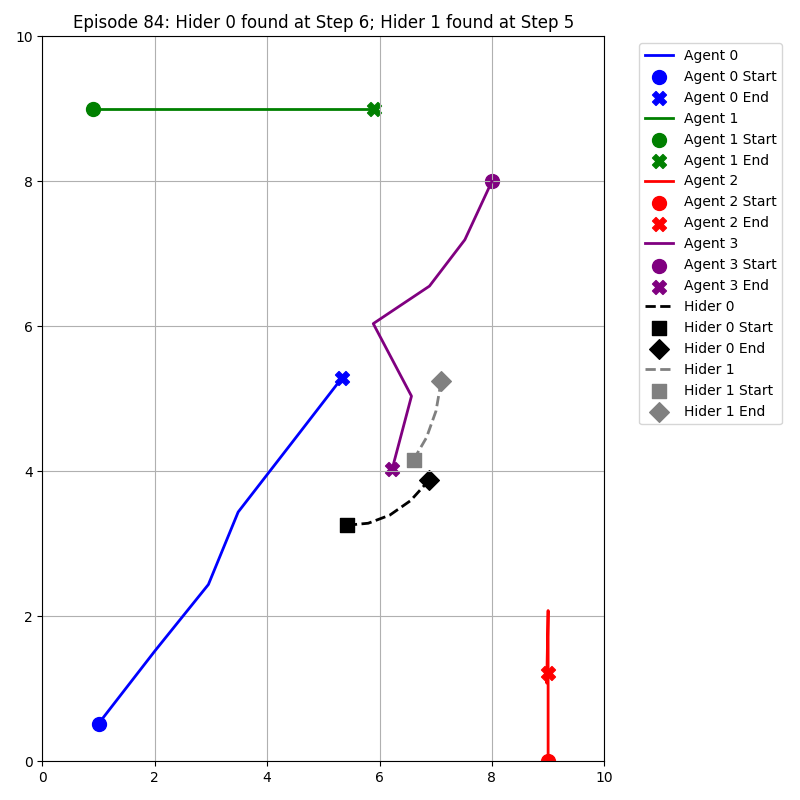 Episode 84: Hider 0 found at Step 6; Hider 1 found at Step 5
10
8
6
4
2
0
0 2 4 6 8 10
Agent 0
Agent 0 Start
Agent 0 End
Agent 1
Agent 1 Start
Agent 1 End
Agent 2
Agent 2 Start
Agent 2 End
Agent 3
Agent 3 Start
Agent 3 End
Hider 0
Hider 0 Start
Hider 0 End
Hider 1
Hider 1 Start
Hider 1 End